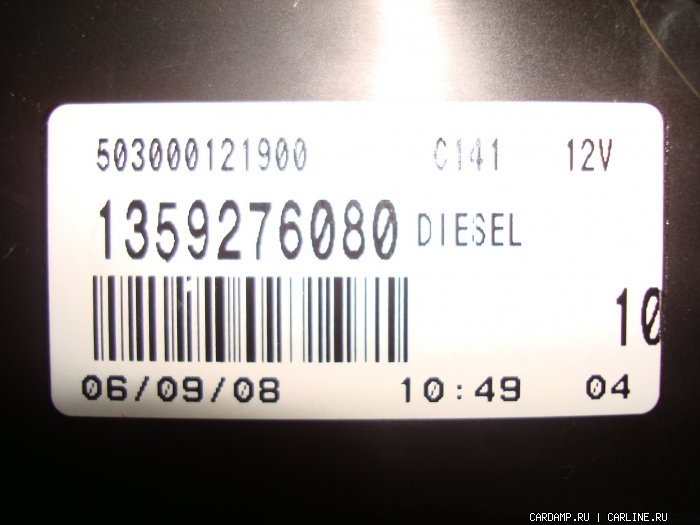 503000121900 C141 12V
1359276080 DIESEL
10
06/09/08 10:49 04
CARDAMP.RU | CARLINE.RU